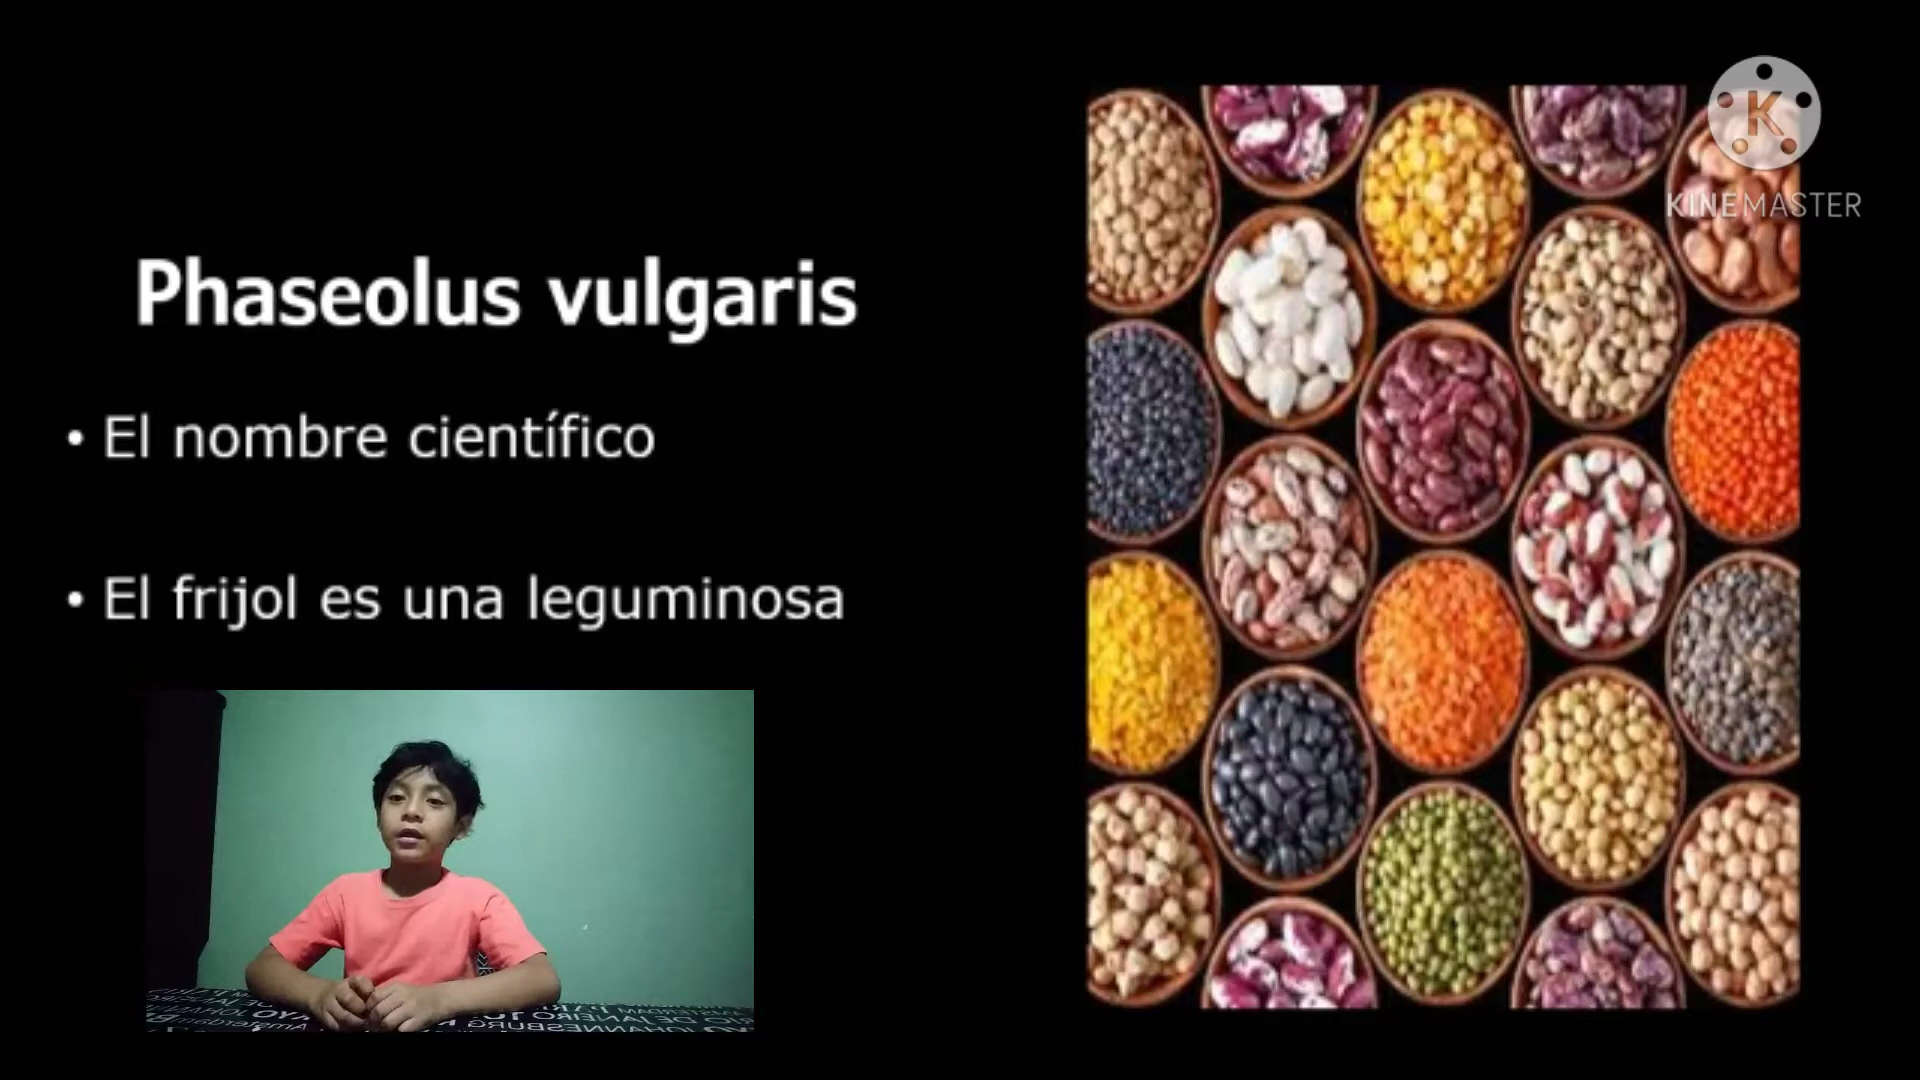 K
KINEMASTER
Phaseolus vulgaris
• El nombre científico
• El frijol es una leguminosa